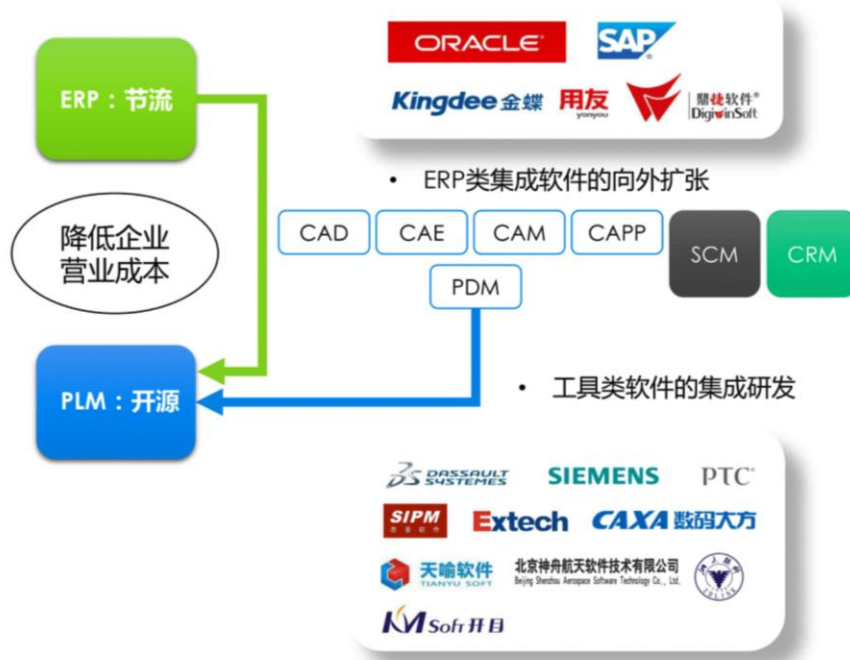 ORACLE
SAP
ERP：节流
Kingdee 金蝶
用友
yonyou
鼎捷软件®
DigiwinSoft
• ERP类集成软件的向外扩张
降低企业
营业成本
CAD
CAE
CAM
CAPP
SCM
CRM
PDM
PLM：开源
• 工具类软件的集成研发
DASSAULT
SYSTEMES
SIEMENS
PTC
SIPM
Extech
CAXA 数码大方
天喻软件
TIANYU SOFT
北京神舟航天软件技术有限公司
Beijing Shenzhou Aerospace Software Technology Co., Ltd.
KM Soft 开目